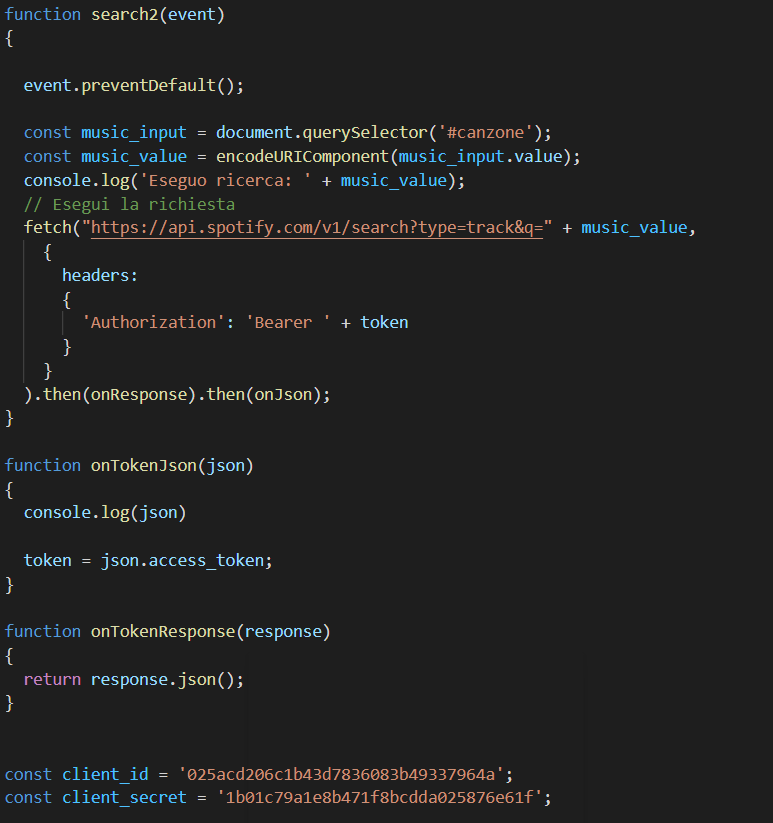 function search2(event)
{
event.preventDefault();
const music_input = document.querySelector('#canzone');
const music_value = encodeURIComponent(music_input.value);
console.log('Eseguo ricerca: ' + music_value);
// Esegui la richiesta
fetch("https://api.spotify.com/v1/search?type=track&q=" + music_value,
{
headers:
{
'Authorization': 'Bearer ' + token
}
}
).then(onResponse).then(onJson);
}
function onTokenJson(json)
{
console.log(json)
token = json.access_token;
}
function onTokenResponse(response)
{
return response.json();
}
const client_id = '025acd206c1b43d7836083b49337964a';
const client_secret = '1b01c79a1e8b471f8bcdda025876e61f';